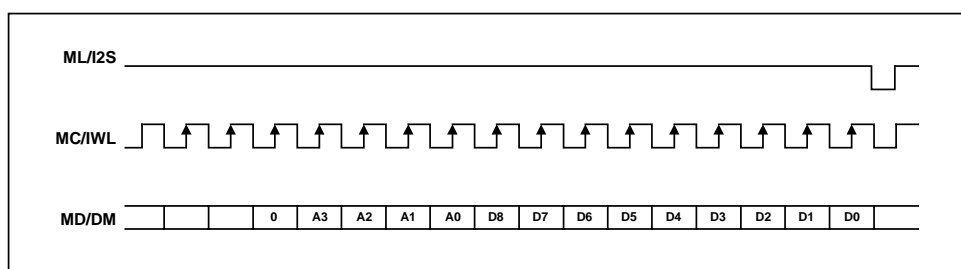 ML/I2S
MC/IWL
MD/DM 0 A3 A2 A1 A0 D8 D7 D6 D5 D4 D3 D2 D1 D0